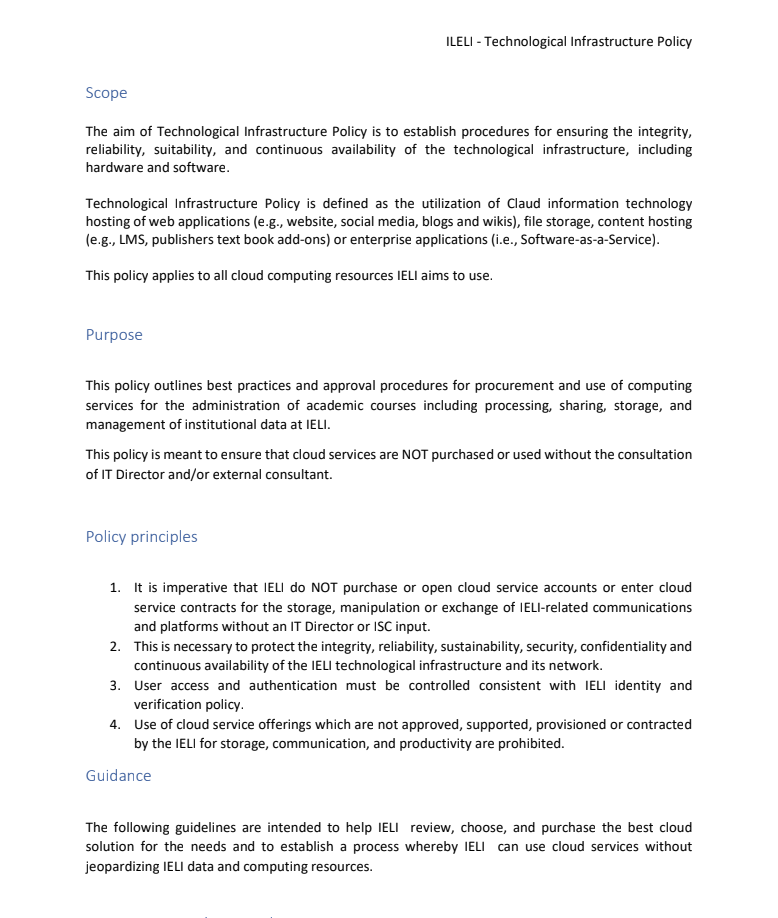 ILELI - Technological Infrastructure Policy
Scope
The aim of Technological Infrastructure Policy is to establish procedures for ensuring the integrity,
reliability, suitability, and continuous availability of the technological infrastructure, including
hardware and software.
Technological Infrastructure Policy is defined as the utilization of Claud information technology
hosting of web applications (e.g., website, social media, blogs and wikis), file storage, content hosting
(e.g., LMS, publishers text book add-ons) or enterprise applications (i.e., Software-as-a-Service).
This policy applies to all cloud computing resources IELI aims to use.
Purpose
This policy outlines best practices and approval procedures for procurement and use of computing
services for the administration of academic courses including processing, sharing, storage, and
management of institutional data at IELI.
This policy is meant to ensure that cloud services are NOT purchased or used without the consultation
of IT Director and/or external consultant.
Policy principles
1. It is imperative that IELI do NOT purchase or open cloud service accounts or enter cloud
service contracts for the storage, manipulation or exchange of IELI-related communications
and platforms without an IT Director or ISC input.
2. This is necessary to protect the integrity, reliability, sustainability, security, confidentiality and
continuous availability of the IELI technological infrastructure and its network.
3. User access and authentication must be controlled consistent with IELI identity and
verification policy.
4. Use of cloud service offerings which are not approved, supported, provisioned or contracted
by the IELI for storage, communication, and productivity are prohibited.
Guidance
The following guidelines are intended to help IELI review, choose, and purchase the best cloud
solution for the needs and to establish a process whereby IELI can use cloud services without
jeopardizing IELI data and computing resources.